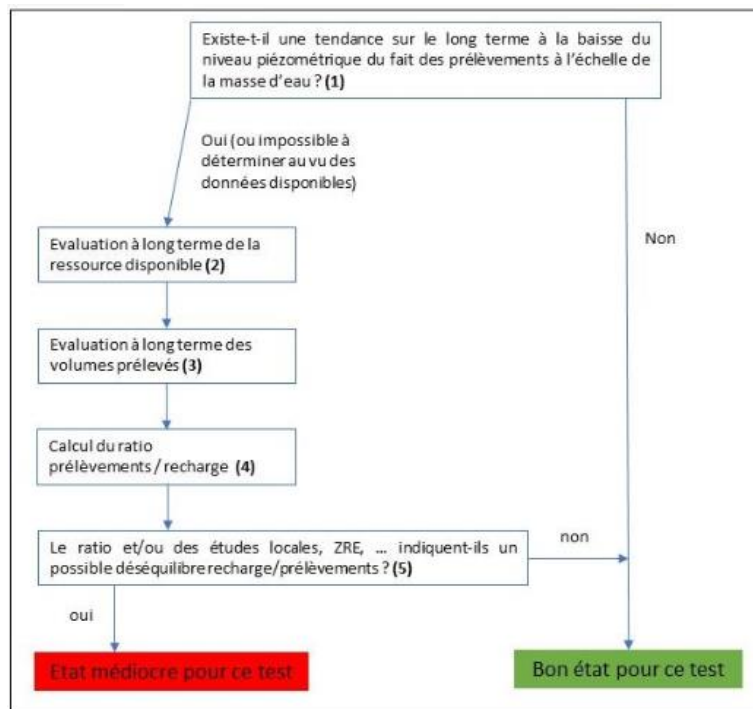 Existe-t-il une tendance sur le long terme à la baisse du
niveau piézométrique du fait des prélèvements à l'échelle de
la masse d'eau ? (1)
Oui (ou impossible à
déterminer au vu des
données disponibles)
Non
Evaluation à long terme de la
ressource disponible (2)
Evaluation à long terme des
volumes prélevés (3)
Calcul du ratio
prélèvements / recharge (4)
Le ratio et/ou des études locales, ZRE, ... indiquent-ils un
possible déséquilibre recharge/prélèvements ? (5)
non
oui
Etat médiocre pour ce test
Bon état pour ce test